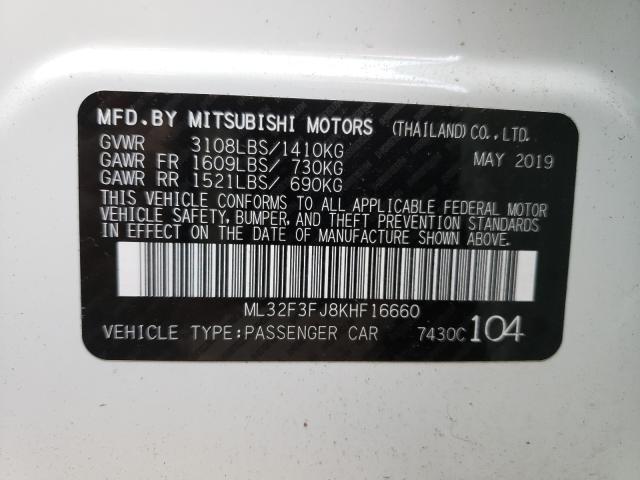 MFD.BY MITSUBISHI MOTORS (THAILAND)CO.,LTD.
GVWR 3108LBS/1410KG MAY 2019
GAWR FR 1609LBS/ 730KG
GAWR RR 1521LBS/ 690KG
THIS VEHICLE CONFORMS TO ALL APPLICABLE FEDERAL MOTOR
VEHICLE SAFETY, BUMPER, AND THEFT PREVENTION STANDARDS
IN EFFECT ON THE DATE OF MANUFACTURE SHOWN ABOVE.
ML32F3FJ8KHF16660
VEHICLE TYPE:PASSENGER CAR 7430C 104